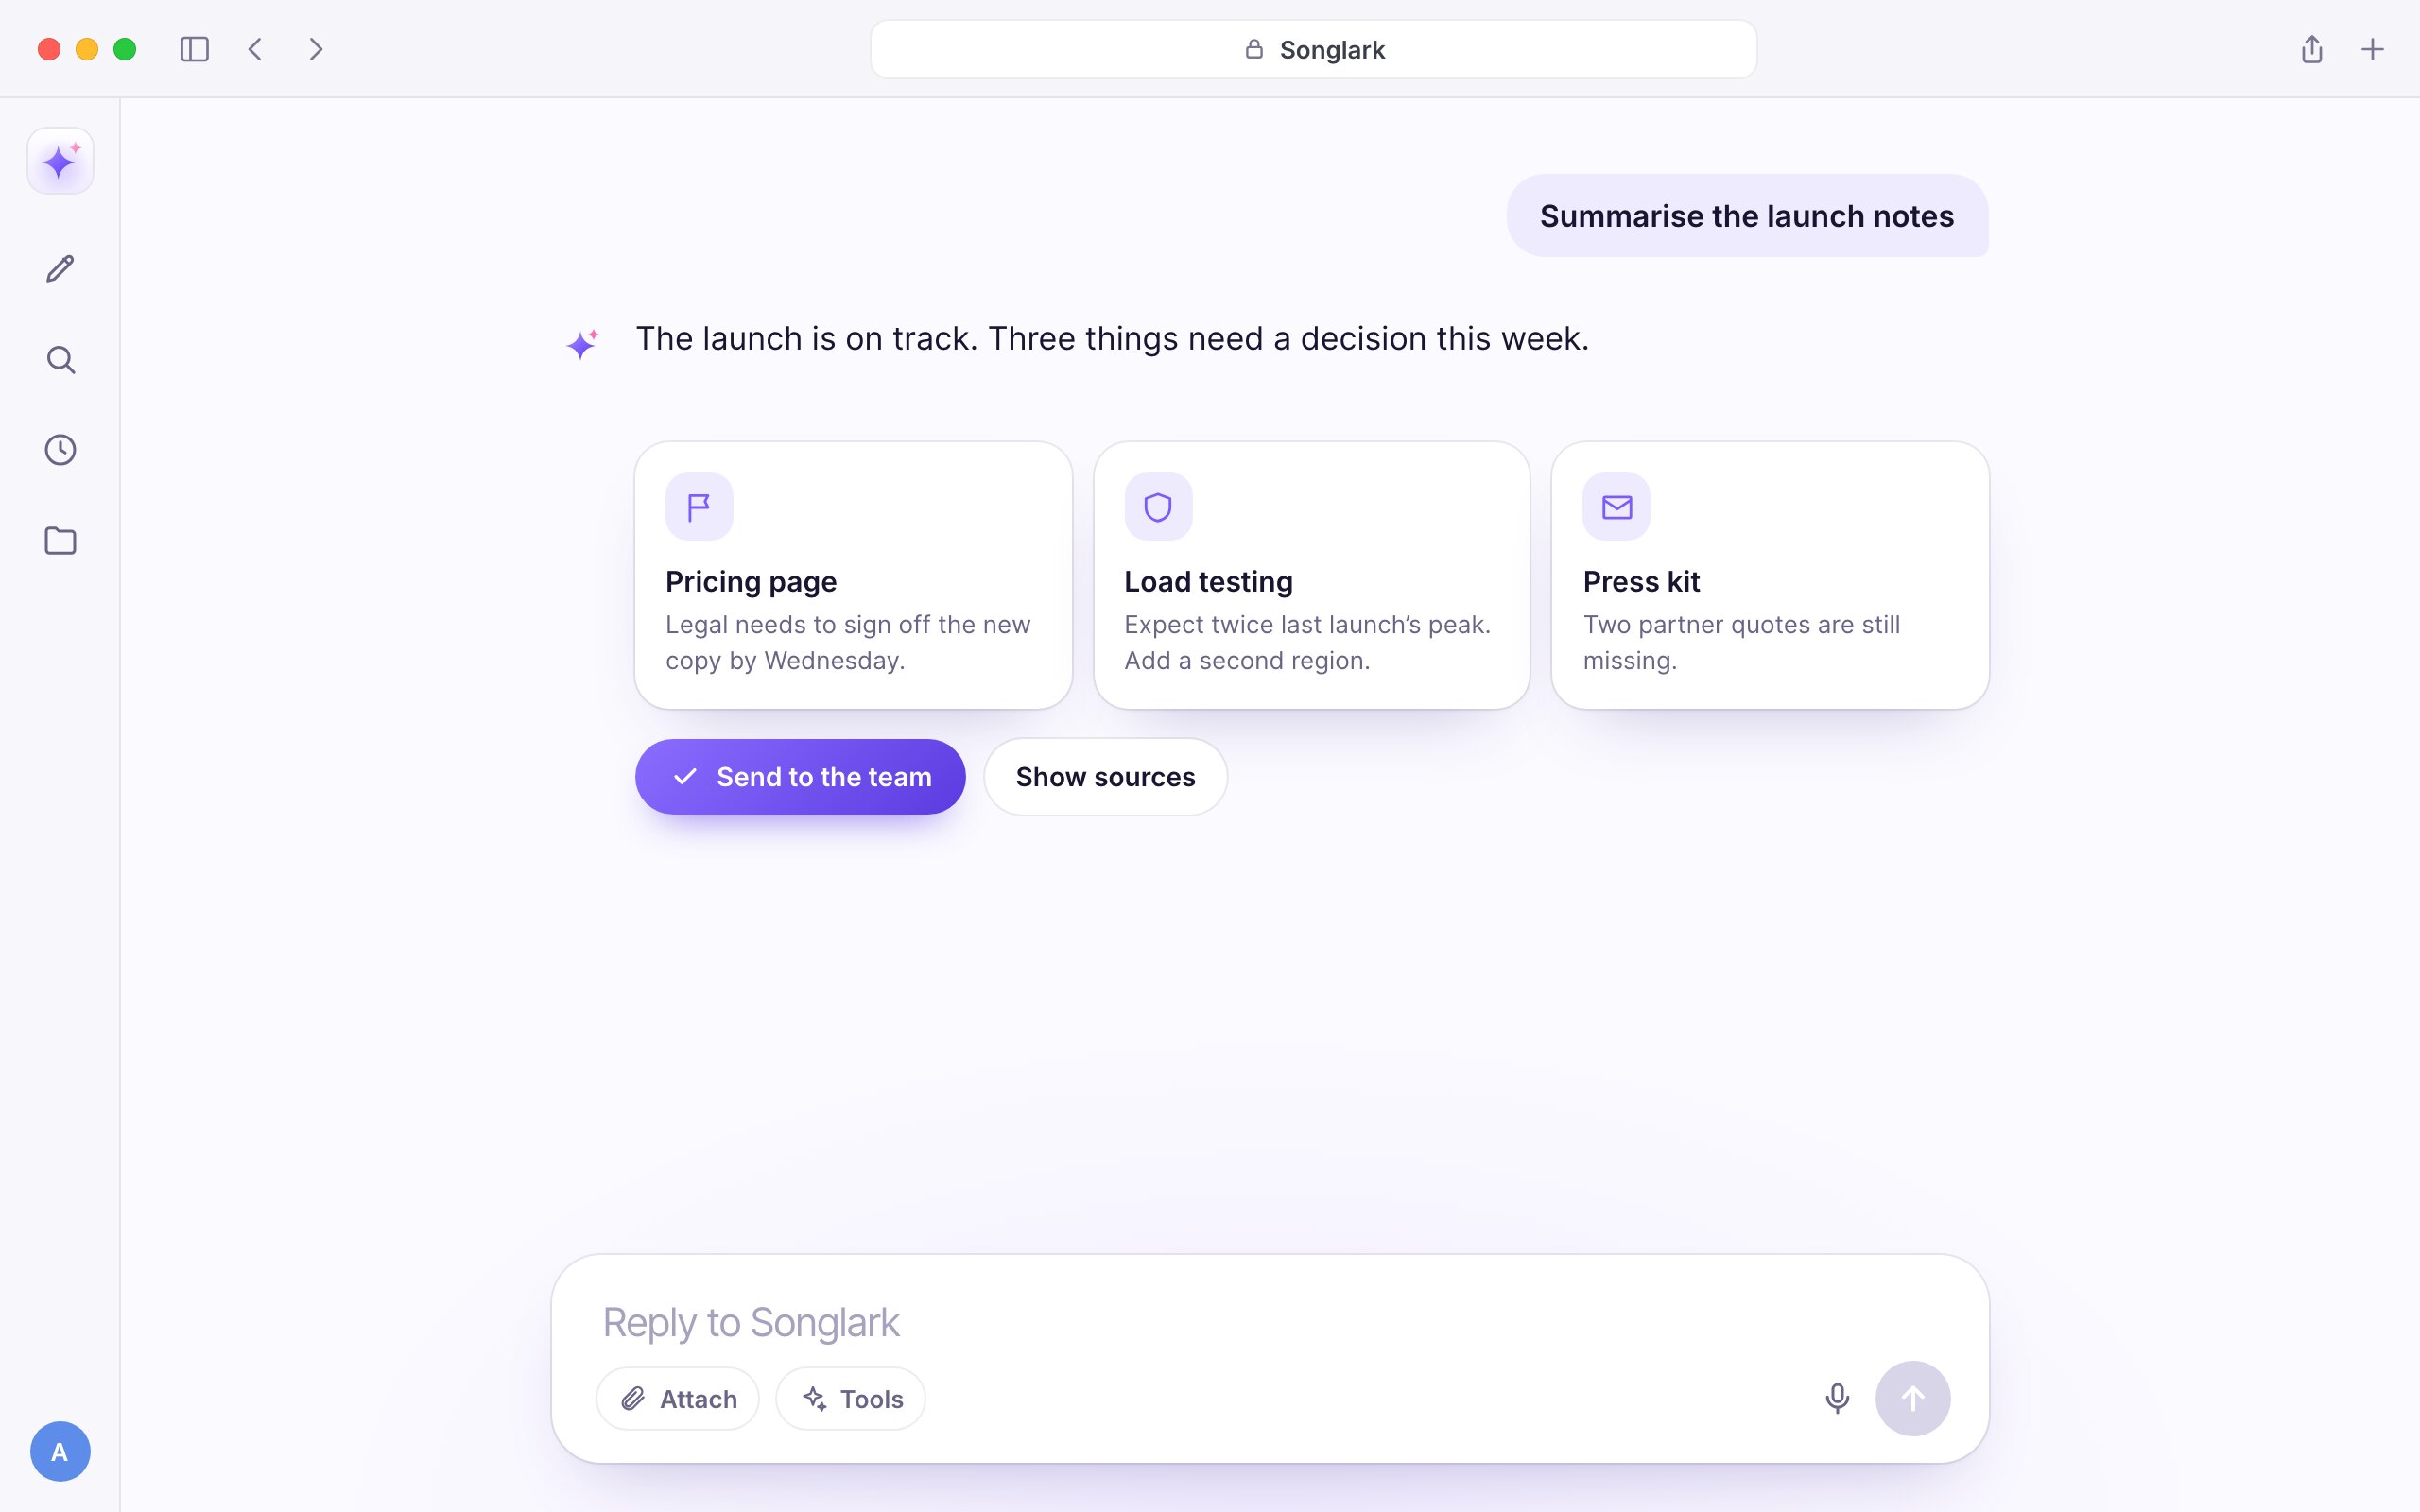 Songlark
Summarise the launch notes
The launch is on track. Three things need a decision this week.
Pricing page
Legal needs to sign off the new
copy by Wednesday.
Load testing
Expect twice last launch’s peak.
Add a second region.
Press kit
Two partner quotes are still
missing.
Send to the team
Show sources
Reply to Songlark
Attach
Tools
A